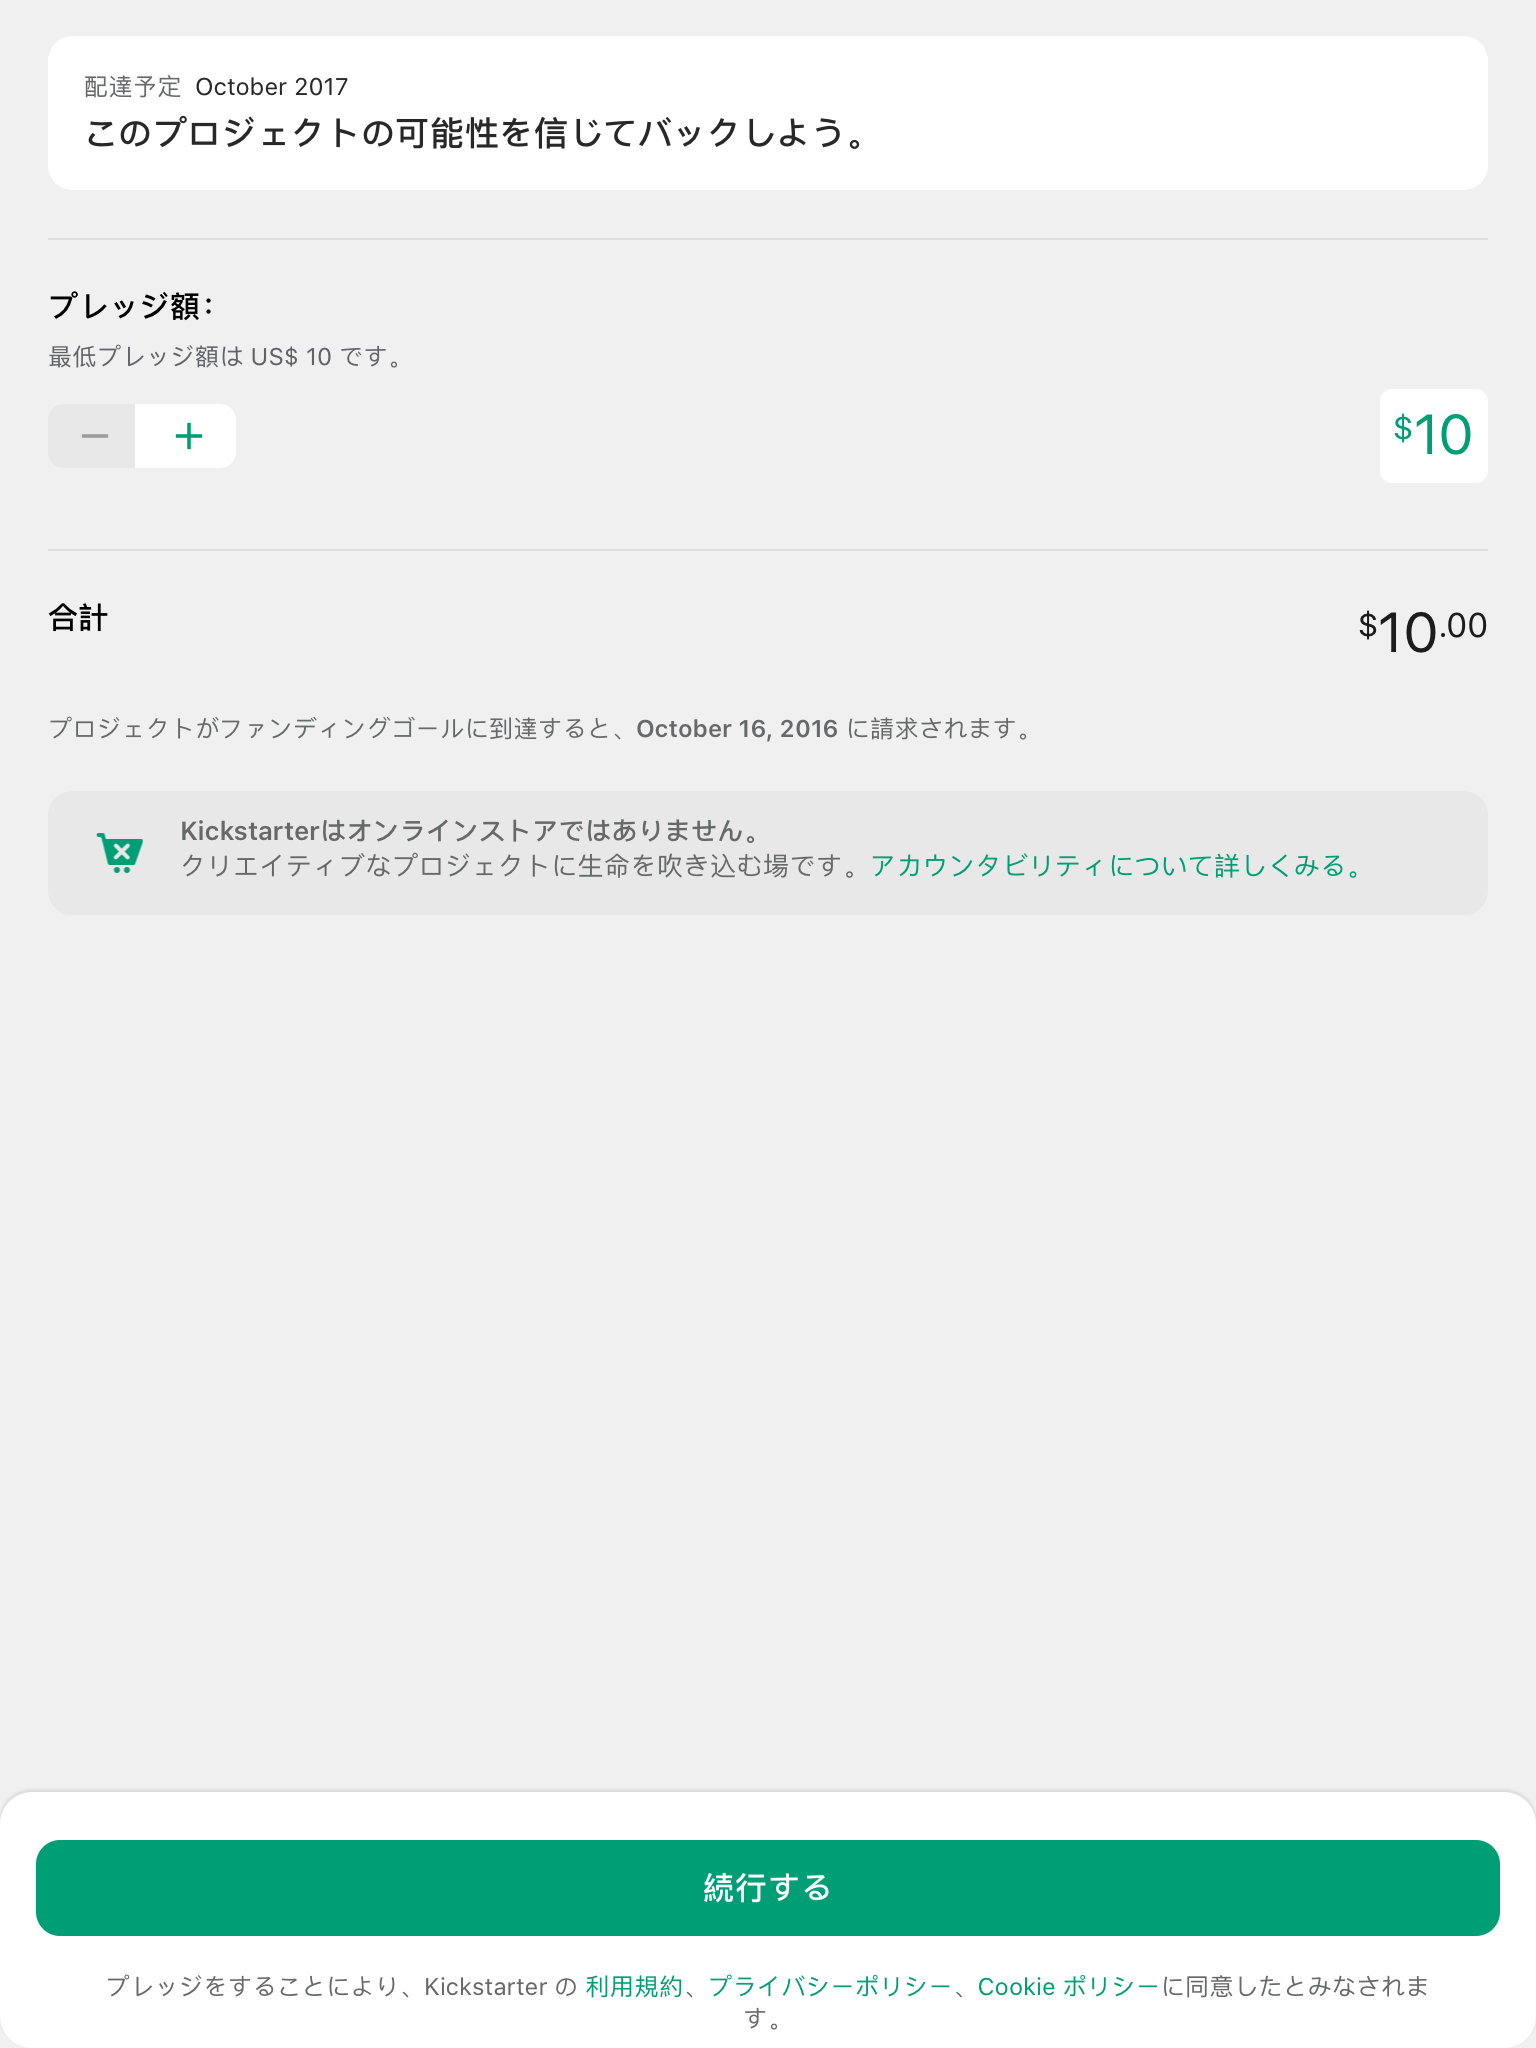 配達予定 October 2017
このプロジェクトの可能性を信じてバックしよう。
プレッジ額:
最低プレッジ額は US$ 10 です。
$10
合計
$10.00
プロジェクトがファンディングゴールに到達すると、October 16, 2016 に請求されます。
Kickstarterはオンラインストアではありません。
クリエイティブなプロジェクトに生命を吹き込む場です。アカウンタビリティについて詳しくみる。
続行する
プレッジをすることにより、Kickstarter の 利用規約、プライバシーポリシー、Cookie ポリシーに同意したとみなされま
す。